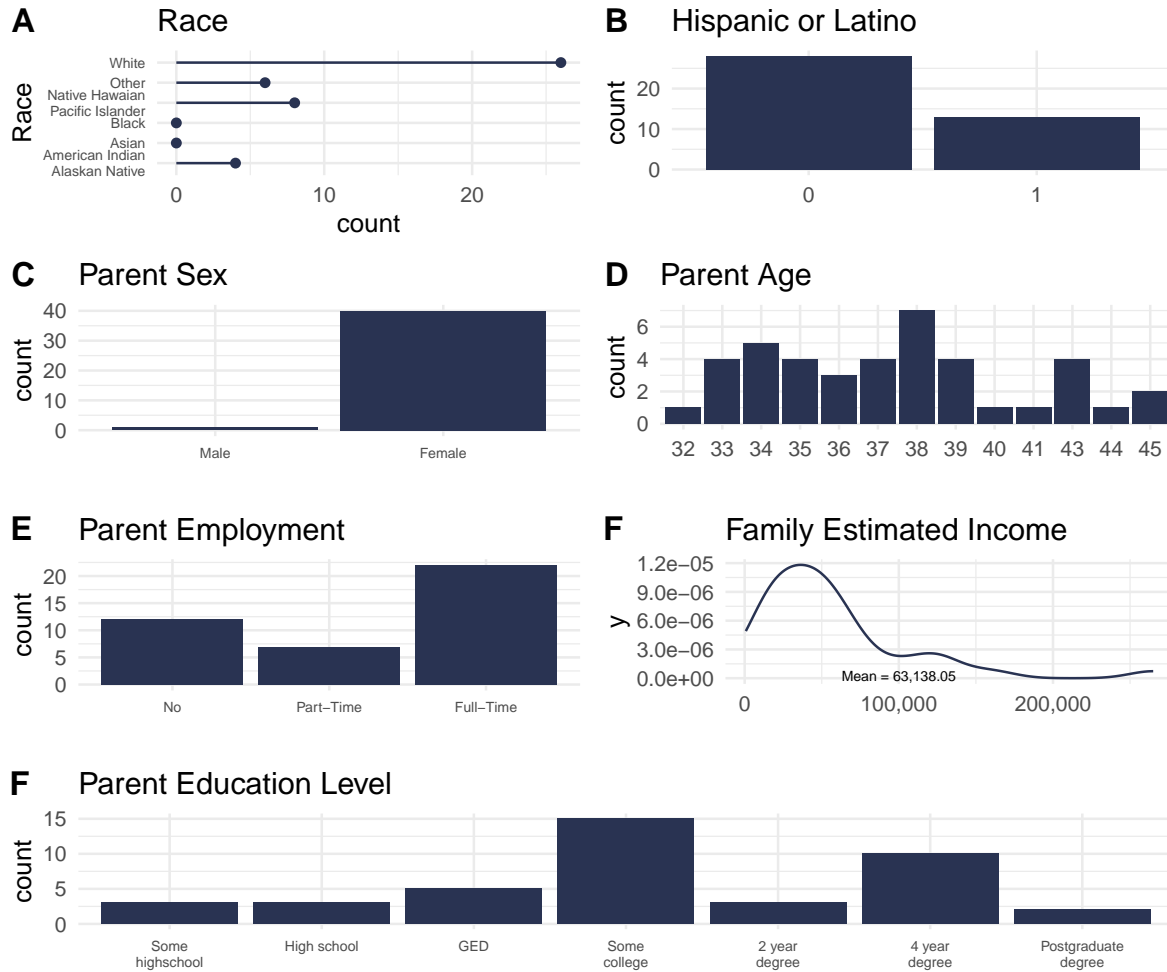 A Race
White
Other
Native Hawaian
Pacific Islander
Black
Asian
American Indian
Alaskan Native
Race
0 10 20
count
B Hispanic or Latino
20
10
0
count
0 1
C Parent Sex
40
30
20
10
0
count
Male Female
D Parent Age
6
4
2
0
count
32 33 34 35 36 37 38 39 40 41 43 44 45
E Parent Employment
20
15
10
5
0
count
No Part−Time Full−Time
F Family Estimated Income
1.2e−05
9.0e−06
6.0e−06
3.0e−06
0.0e+00
y
Mean = 63,138.05
0 100,000 200,000
F Parent Education Level
15
10
5
0
count
Some High school GED Some 2 year 4 year Postgraduate
highschool college degree degree degree